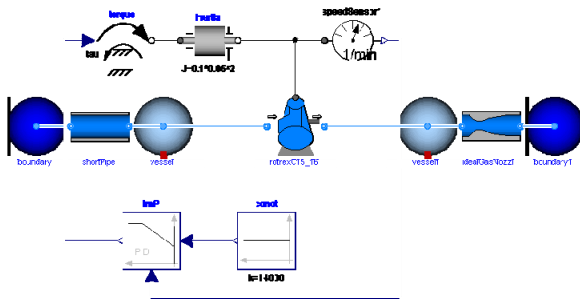 torque
inertia
speedSensor
tau
J=0.1*0.06^2
1/min
boundary
shortPipe
vessel
rotrexC15_16
vessel1
idealGasNozzl
boundary1
limP
const
PD
k=14000